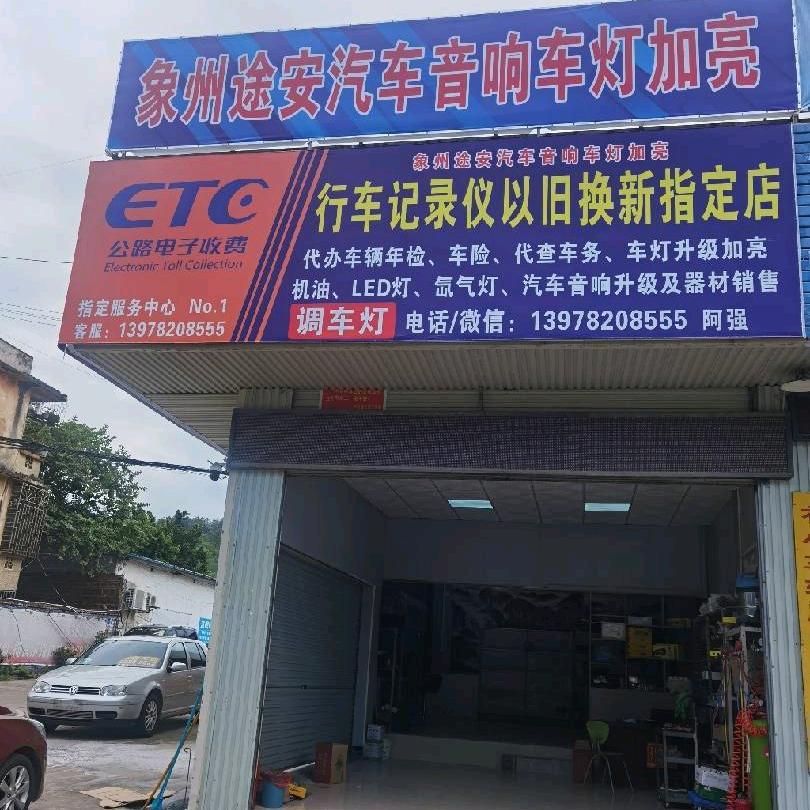 象州途安汽车音响车灯加亮
象州途安汽车音响车灯加亮
ETC
公路电子收费
Electronic Toll Collection
指定服务中心 No.1
客服：13978208555
行车记录仪以旧换新指定店
代办车辆年检、车险、代查车务、车灯升级加亮
机油、LED灯、氙气灯、汽车音响升级及器材销售
调车灯 电话/微信：13978208555 阿强